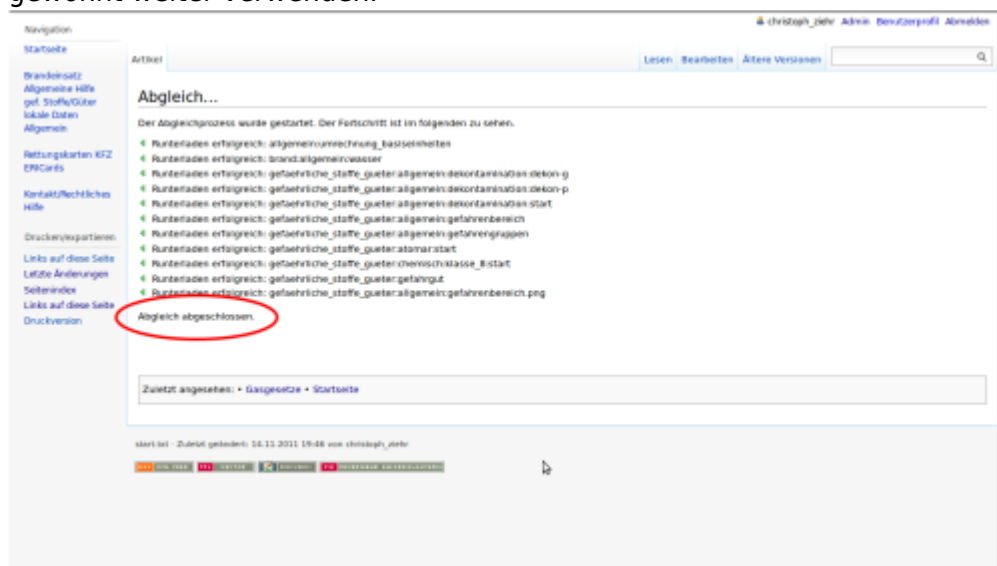 gewohnt weiter verwenden.
christoph_ziehr Admin Benutzerprofil Abmelden
Navigation
Startseite
Brandeinsatz
Allgemeine Hilfe
gef. Stoffe/Güter
lokale Daten
Allgemein
Rettungskarten KFZ
ERICards
Kontakt/Rechtliches
Hilfe
Drucken/exportieren
Links auf diese Seite
Letzte Änderungen
Seitenindex
Links auf diese Seite
Druckversion
Artikel
Lesen Bearbeiten Ältere Versionen
Abgleich...
Der Abgleichprozess wurde gestartet. Der Fortschritt ist im folgenden zu sehen.
Runterladen erfolgreich: allgemein:umrechnung_basiseinheiten
Runterladen erfolgreich: brand:allgemein:wasser
Runterladen erfolgreich: gefaehrliche_stoffe_gueter:allgemein:dekontamination:dekon-g
Runterladen erfolgreich: gefaehrliche_stoffe_gueter:allgemein:dekontamination:dekon-p
Runterladen erfolgreich: gefaehrliche_stoffe_gueter:allgemein:dekontamination:start
Runterladen erfolgreich: gefaehrliche_stoffe_gueter:allgemein:gefahrenbereich
Runterladen erfolgreich: gefaehrliche_stoffe_gueter:allgemein:gefahrengruppen
Runterladen erfolgreich: gefaehrliche_stoffe_gueter:atomar:start
Runterladen erfolgreich: gefaehrliche_stoffe_gueter:chemisch:klasse_8:start
Runterladen erfolgreich: gefaehrliche_stoffe_gueter:gefahrgut
Runterladen erfolgreich: gefaehrliche_stoffe_gueter:allgemein:gefahrenbereich.png
Abgleich abgeschlossen.
Zuletzt angesehen: • Gasgesetze • Startseite
start.txt · Zuletzt geändert: 14.11.2011 19:48 von christoph_ziehr